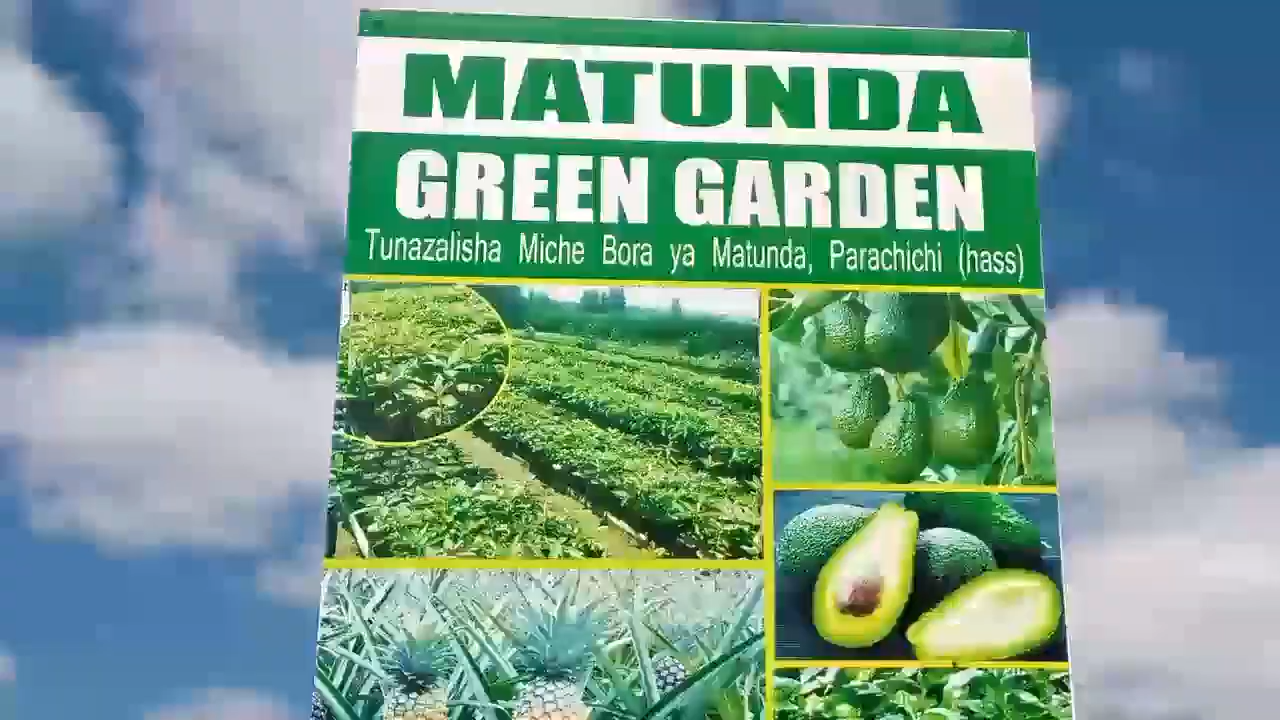 MATUNDA
GREEN GARDEN
Tunazalisha Miche Bora ya Matunda, Parachichi (hass)